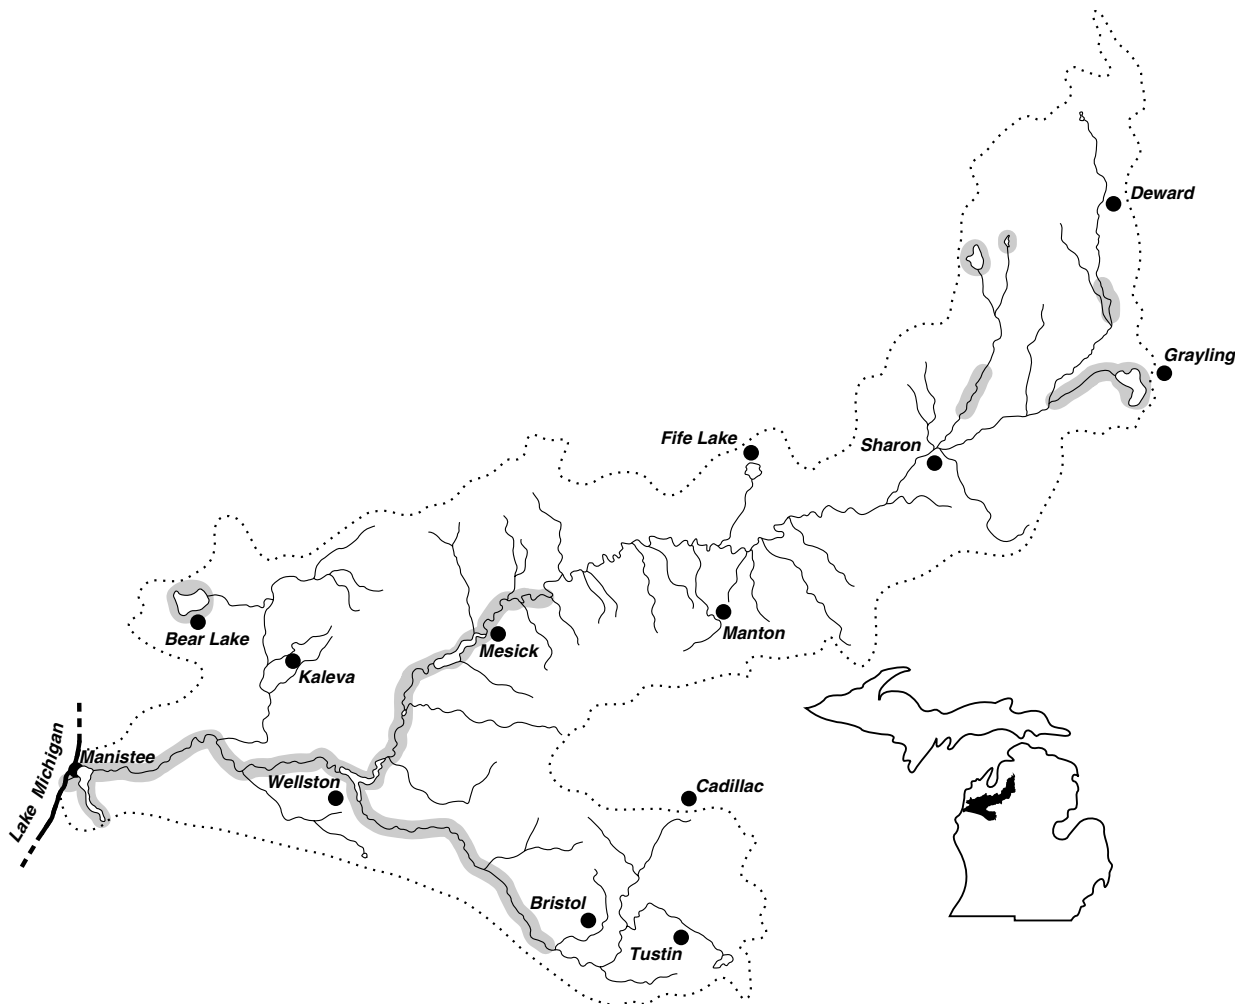 Deward
Grayling
Fife Lake
Sharon
Bear Lake
Manton
Mesick
Kaleva
Lake Michigan
Manistee
Wellston
Cadillac
Bristol
Tustin